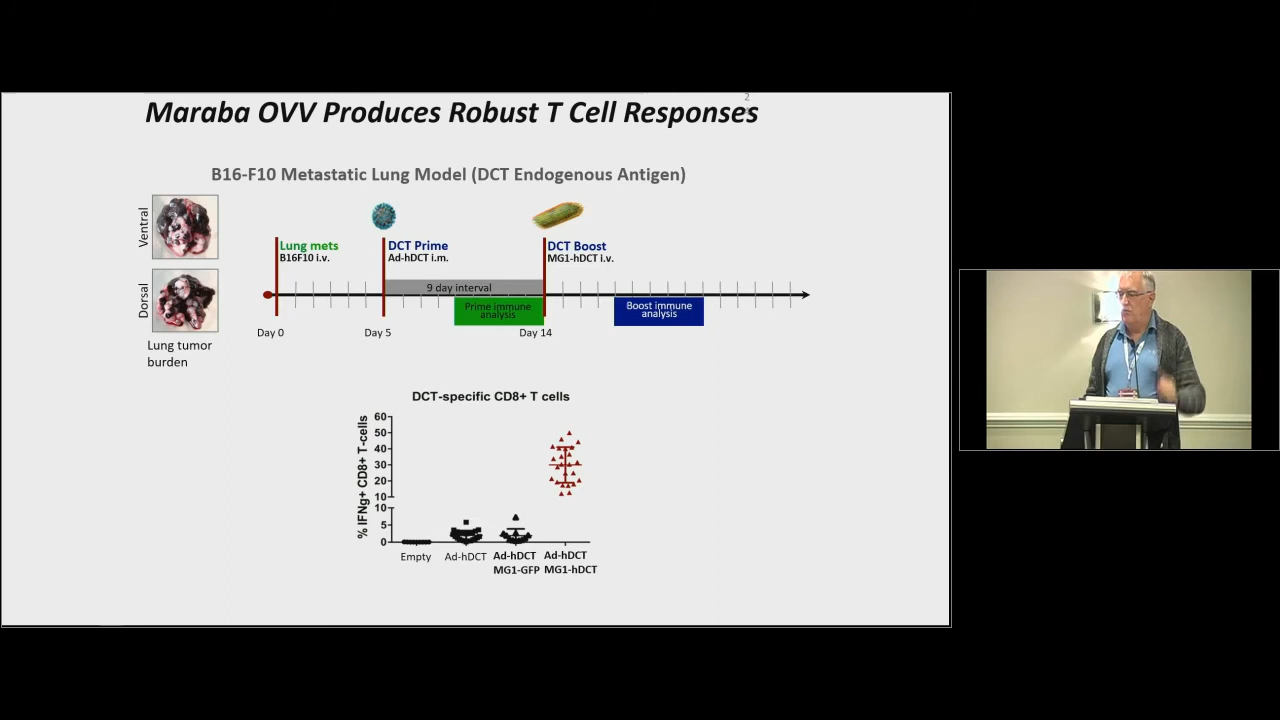 2
Maraba OVV Produces Robust T Cell Responses
B16-F10 Metastatic Lung Model (DCT Endogenous Antigen)
Ventral
Dorsal
Lung tumor
burden
Lung mets
B16F10 i.v.
DCT Prime
Ad-hDCT i.m.
DCT Boost
MG1-hDCT i.v.
9 day interval
Prime immune
analysis
Boost immune
analysis
Day 0
Day 5
Day 14
DCT-specific CD8+ T cells
% IFNg+ CD8+ T-cells
60
50
40
30
20
10
10
5
0
Empty
Ad-hDCT
Ad-hDCT
MG1-GFP
Ad-hDCT
MG1-hDCT